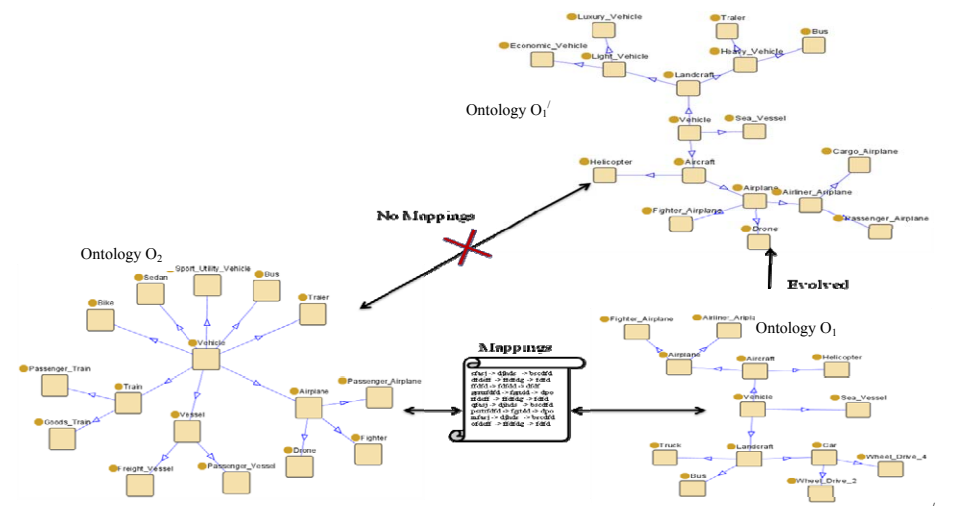 Luxury_Vehicle
Traler
Bus
Economic_Vehicle
Light_Vehicle
Heavy_Vehicle
Landcraft
Ontology O1/
Vehicle
Sea_Vessel
Cargo_Airplane
Helicopter
Aircraft
Airplane
Airliner_Airplane
No Mappings
Fighter_Airplane
Passenger_Airplane
Drone
Ontology O2
Sport_Utility_Vehicle
Sedan
Bus
Evolved
Bike
Traler
Fighter_Airplane
Ontology O1
Vehicle
Mappings
Airplane
Aircraft
Helicopter
Passenger_Train
Train
Airplane
Passenger_Airplane
Vehicle
Sea_Vessel
Goods_Train
Vessel
Drone
Fighter
Truck
Landcraft
Car
Wheel_Drive_4
Freight_Vessel
Passenger_Vessel
Bus
Wheel_Drive_2